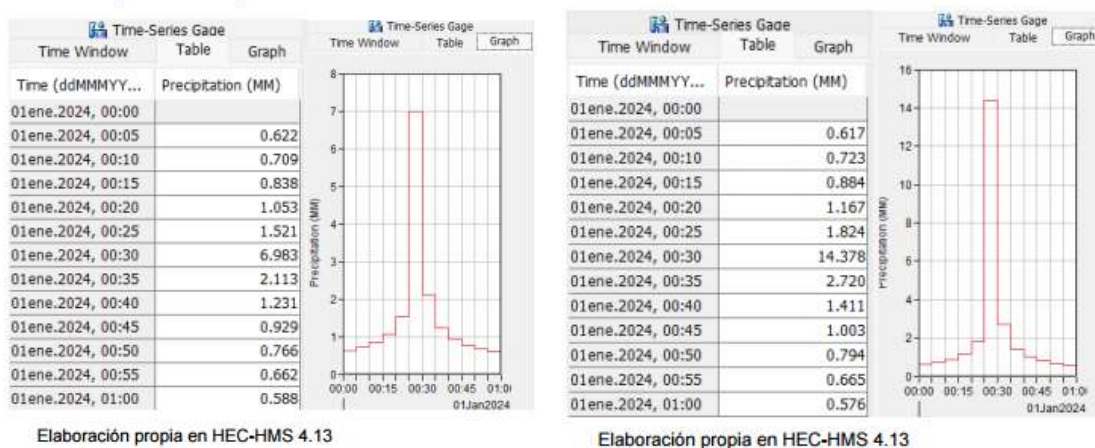 Time-Series Gage
Time Window Table Graph
Time (ddMMMYY... Precipitation (MM)
01ene.2024, 00:00
01ene.2024, 00:05 0.622
01ene.2024, 00:10 0.709
01ene.2024, 00:15 0.838
01ene.2024, 00:20 1.053
01ene.2024, 00:25 1.521
01ene.2024, 00:30 6.983
01ene.2024, 00:35 2.113
01ene.2024, 00:40 1.231
01ene.2024, 00:45 0.929
01ene.2024, 00:50 0.766
01ene.2024, 00:55 0.662
01ene.2024, 01:00 0.588
Time-Series Gage
Time Window Table Graph
8
7
6
5
4
3
2
1
0
Precipitation (MM)
00:00 00:15 00:30 00:45 01:0
01Jan2024
Elaboración propia en HEC-HMS 4.13
Time-Series Gage
Time Window Table Graph
Time (ddMMMYY... Precipitation (MM)
01ene.2024, 00:00
01ene.2024, 00:05 0.617
01ene.2024, 00:10 0.723
01ene.2024, 00:15 0.884
01ene.2024, 00:20 1.167
01ene.2024, 00:25 1.824
01ene.2024, 00:30 14.378
01ene.2024, 00:35 2.720
01ene.2024, 00:40 1.411
01ene.2024, 00:45 1.003
01ene.2024, 00:50 0.794
01ene.2024, 00:55 0.665
01ene.2024, 01:00 0.576
Time-Series Gage
Time Window Table Graph
16
14
12
10
8
6
4
2
0
Precipitation (MM)
00:00 00:15 00:30 00:45 01:0
01Jan2024
Elaboración propia en HEC-HMS 4.13